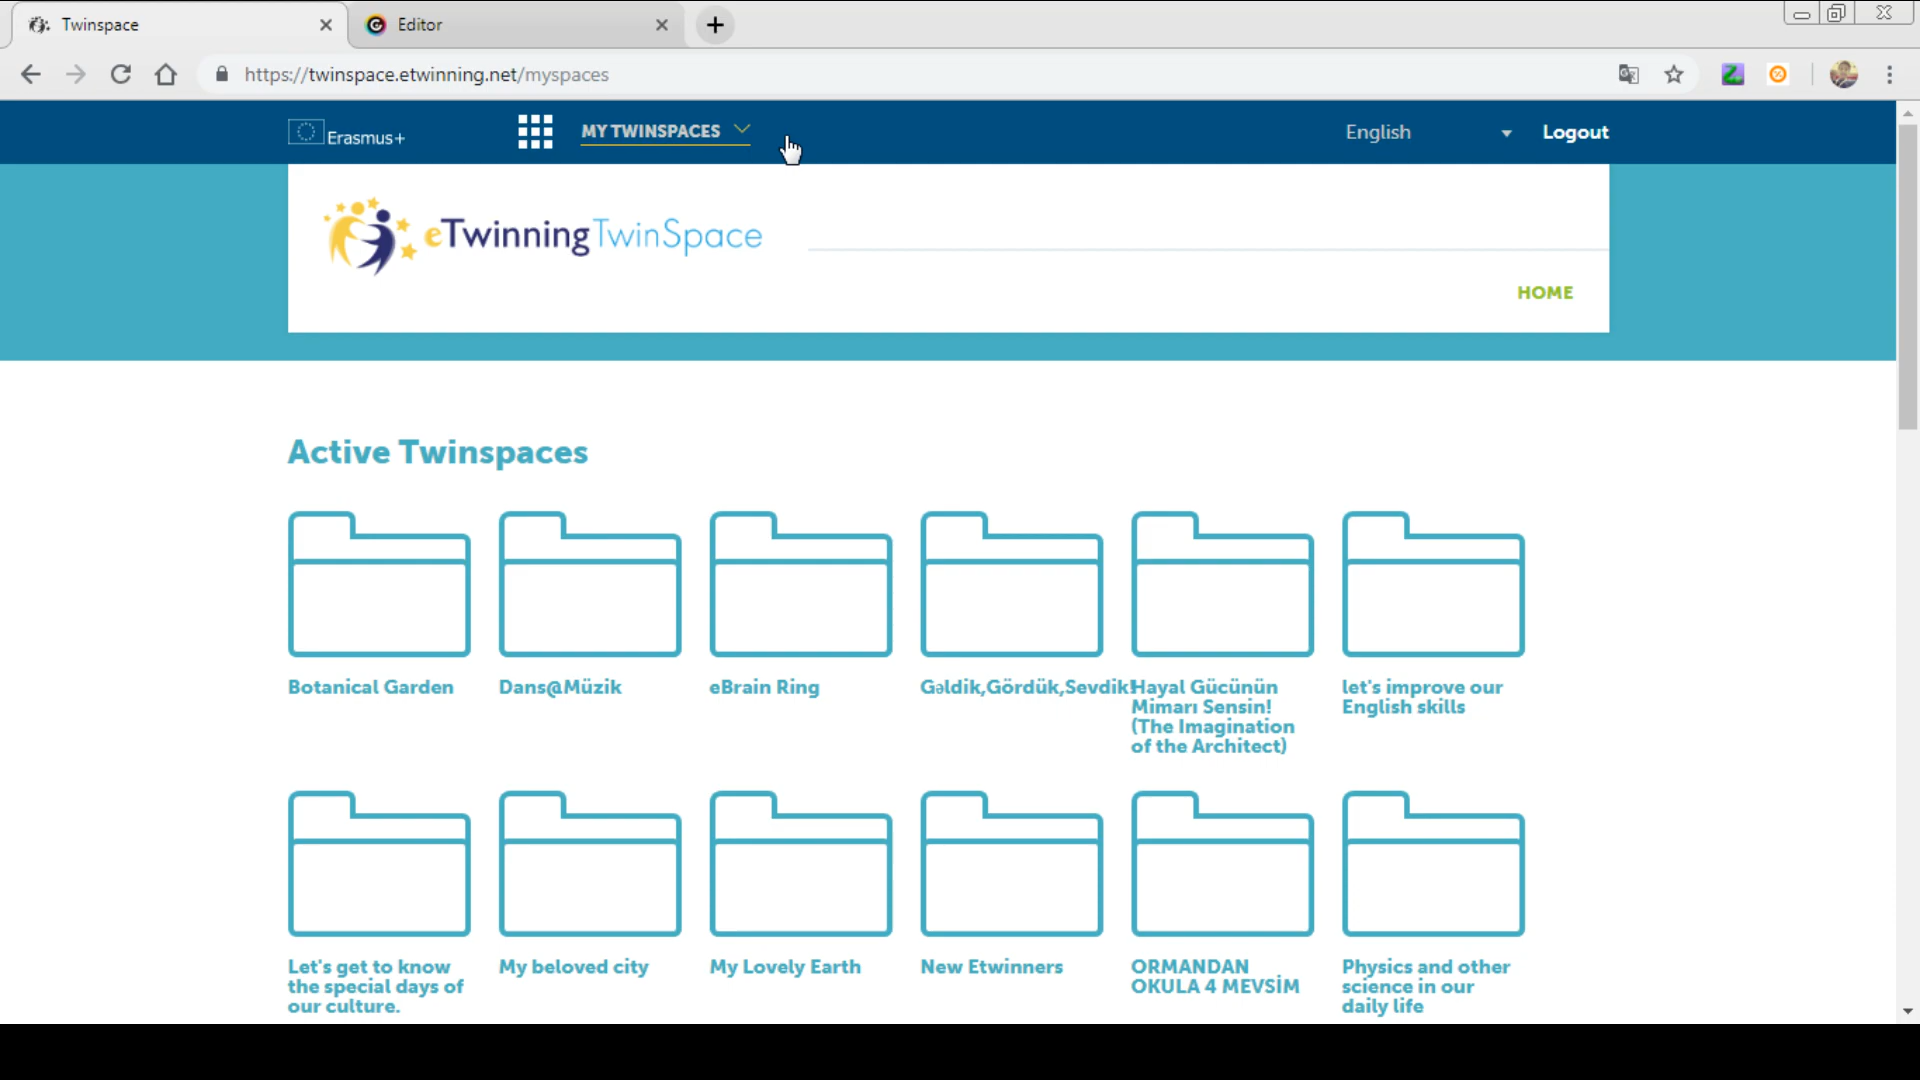 Twinspace
Editor
https://twinspace.etwinning.net/myspaces
Erasmus+
MY TWINSPACES
English
Logout
eTwinningTwinSpace
HOME
Active Twinspaces
Botanical Garden
Dans@Müzik
eBrain Ring
Gəldik,Gördük,Sevdik!
Hayal Gücünün
Mimarı Sensin!
(The Imagination
of the Architect)
let's improve our
English skills
Let's get to know
the special days of
our culture.
My beloved city
My Lovely Earth
New Etwinners
ORMANDAN
OKULA 4 MEVSİM
Physics and other
science in our
daily life